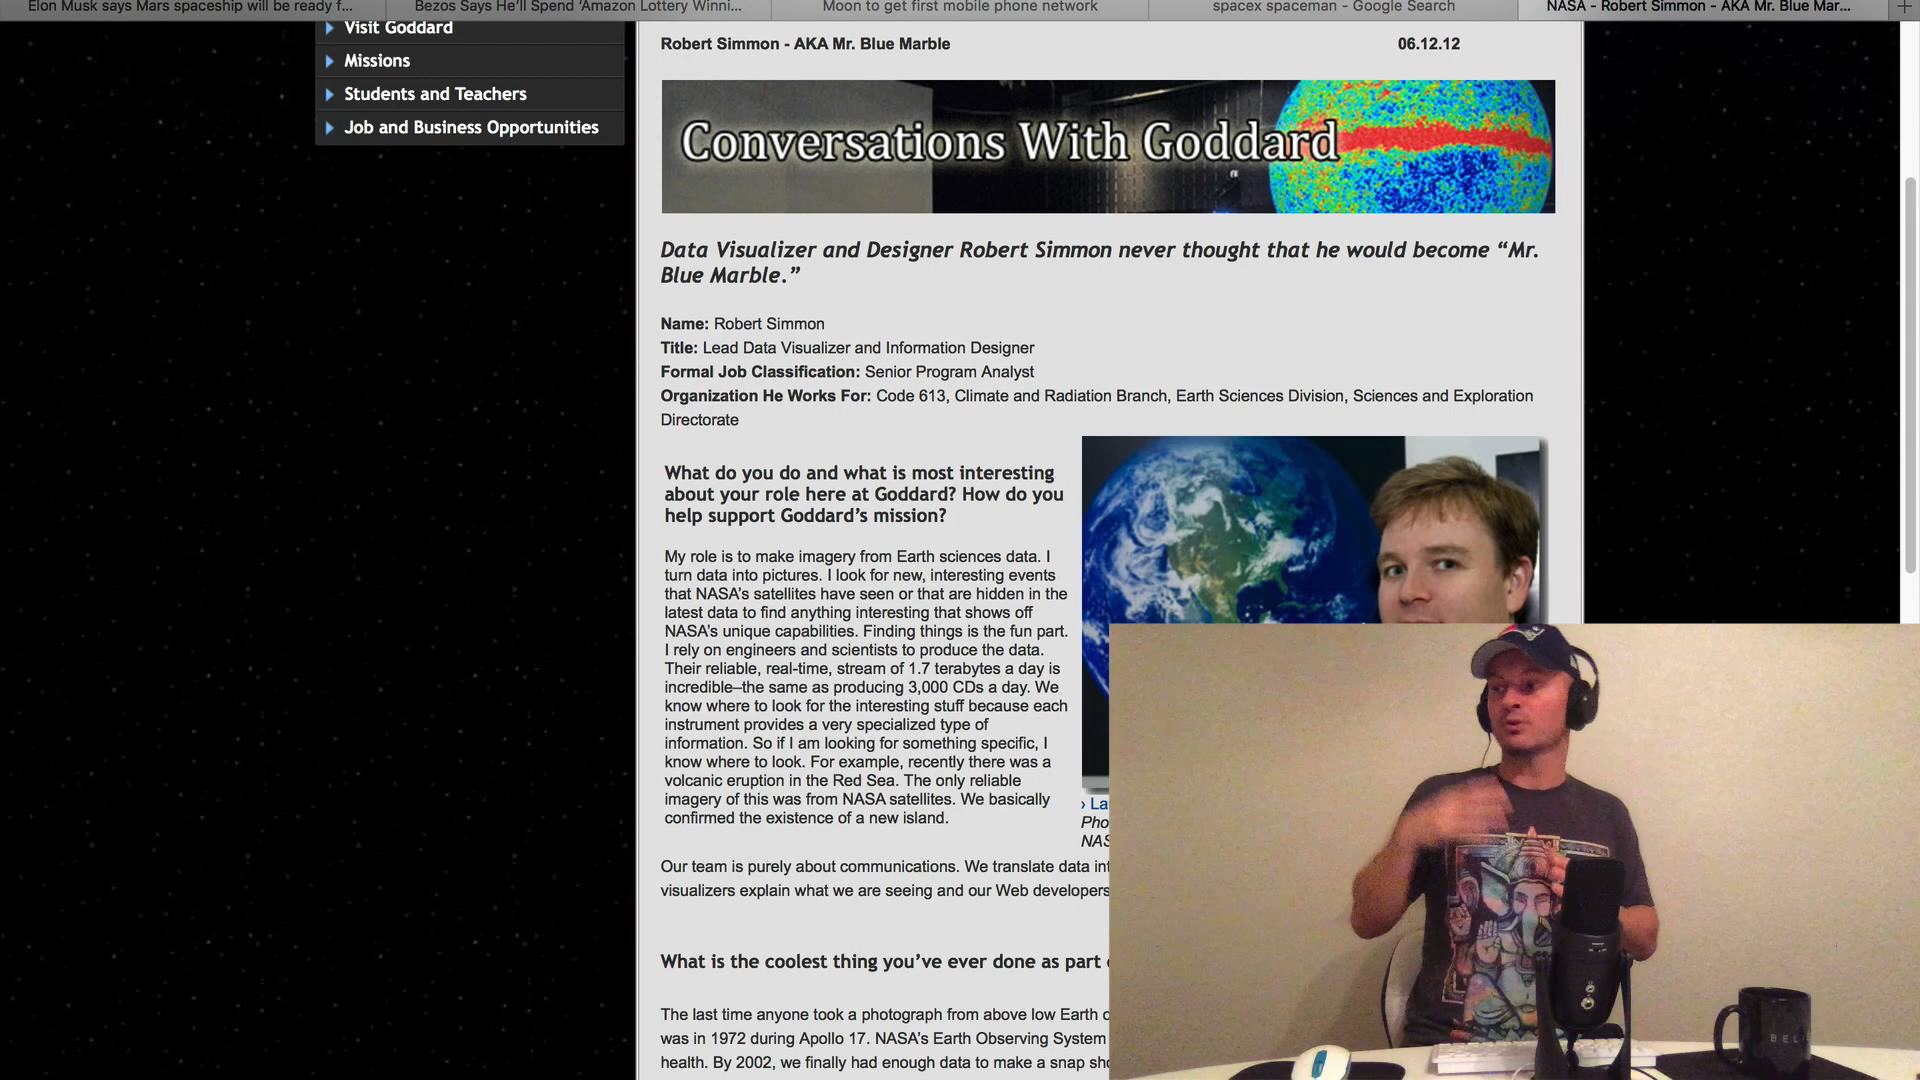 Elon Musk says Mars spaceship will be ready f...
Bezos Says He'll Spend 'Amazon Lottery Winni...
Moon to get first mobile phone network
spacex spaceman - Google Search
NASA - Robert Simmon - AKA Mr. Blue Mar...
Visit Goddard
Missions
Students and Teachers
Job and Business Opportunities
Robert Simmon - AKA Mr. Blue Marble
06.12.12
Conversations With Goddard
Data Visualizer and Designer Robert Simmon never thought that he would become “Mr.
Blue Marble.”
Name: Robert Simmon
Title: Lead Data Visualizer and Information Designer
Formal Job Classification: Senior Program Analyst
Organization He Works For: Code 613, Climate and Radiation Branch, Earth Sciences Division, Sciences and Exploration
Directorate
What do you do and what is most interesting
about your role here at Goddard? How do you
help support Goddard’s mission?
My role is to make imagery from Earth sciences data. I
turn data into pictures. I look for new, interesting events
that NASA’s satellites have seen or that are hidden in the
latest data to find anything interesting that shows off
NASA’s unique capabilities. Finding things is the fun part.
I rely on engineers and scientists to produce the data.
Their reliable, real-time, stream of 1.7 terabytes a day is
incredible–the same as producing 3,000 CDs a day. We
know where to look for the interesting stuff because each
instrument provides a very specialized type of
information. So if I am looking for something specific, I
know where to look. For example, recently there was a
volcanic eruption in the Red Sea. The only reliable
imagery of this was from NASA satellites. We basically
confirmed the existence of a new island.
› La
Pho
NAS
Our team is purely about communications. We translate data int
visualizers explain what we are seeing and our Web developers
What is the coolest thing you’ve ever done as part
The last time anyone took a photograph from above low Earth
was in 1972 during Apollo 17. NASA’s Earth Observing System
health. By 2002, we finally had enough data to make a snap sho
BELI